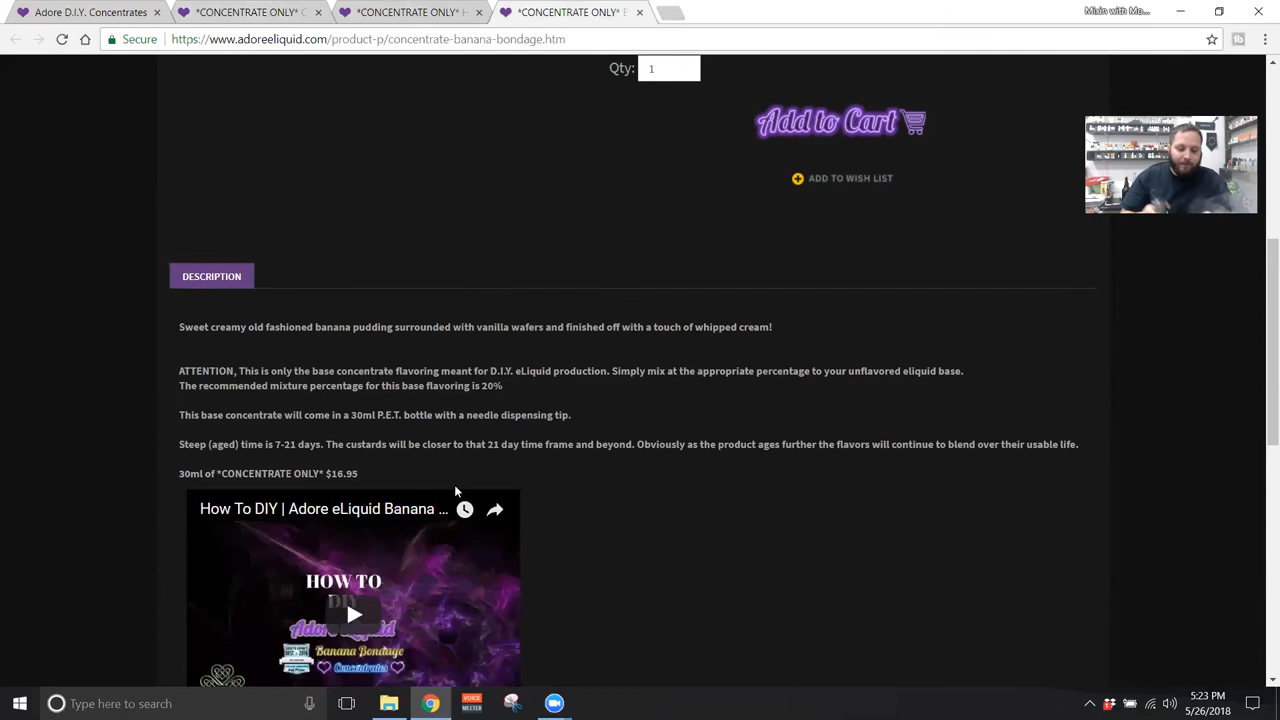 Adore D.I.Y. Concentrates
*CONCENTRATE ONLY* C
*CONCENTRATE ONLY* H
*CONCENTRATE ONLY* B
Mixin with Mo...
Secure
https://www.adoreeliquid.com/product-p/concentrate-banana-bondage.htm
Qty: 1
Add to Cart
ADD TO WISH LIST
DESCRIPTION
Sweet creamy old fashioned banana pudding surrounded with vanilla wafers and finished off with a touch of whipped cream!
ATTENTION, This is only the base concentrate flavoring meant for D.I.Y. eLiquid production. Simply mix at the appropriate percentage to your unflavored eliquid base.
The recommended mixture percentage for this base flavoring is 20%
This base concentrate will come in a 30ml P.E.T. bottle with a needle dispensing tip.
Steep (aged) time is 7-21 days. The custards will be closer to that 21 day time frame and beyond. Obviously as the product ages further the flavors will continue to blend over their usable life.
30ml of *CONCENTRATE ONLY* $16.95
How To DIY | Adore eLiquid Banana ...
HOW TO
DIY
Adore eLiquid
Banana Bondage
Concentrates
Type here to search
VOICE
MEETER
5:23 PM
5/26/2018